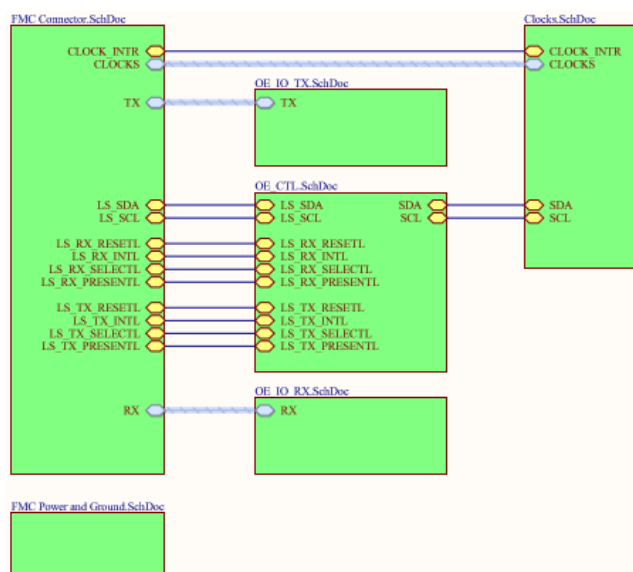 FMC Connector.SchDoc
Clocks.SchDoc
CLOCK_INTR
CLOCK_INTR
CLOCKS
CLOCKS
OE_IO_TX.SchDoc
TX
TX
OE_CTL.SchDoc
LS_SDA
LS_SDA
SDA
SDA
LS_SCL
LS_SCL
SCL
SCL
LS_RX_RESETL
LS_RX_RESETL
LS_RX_INTL
LS_RX_INTL
LS_RX_SELECTL
LS_RX_SELECTL
LS_RX_PRESENTL
LS_RX_PRESENTL
LS_TX_RESETL
LS_TX_RESETL
LS_TX_INTL
LS_TX_INTL
LS_TX_SELECTL
LS_TX_SELECTL
LS_TX_PRESENTL
LS_TX_PRESENTL
OE_IO_RX.SchDoc
RX
RX
FMC Power and Ground.SchDoc